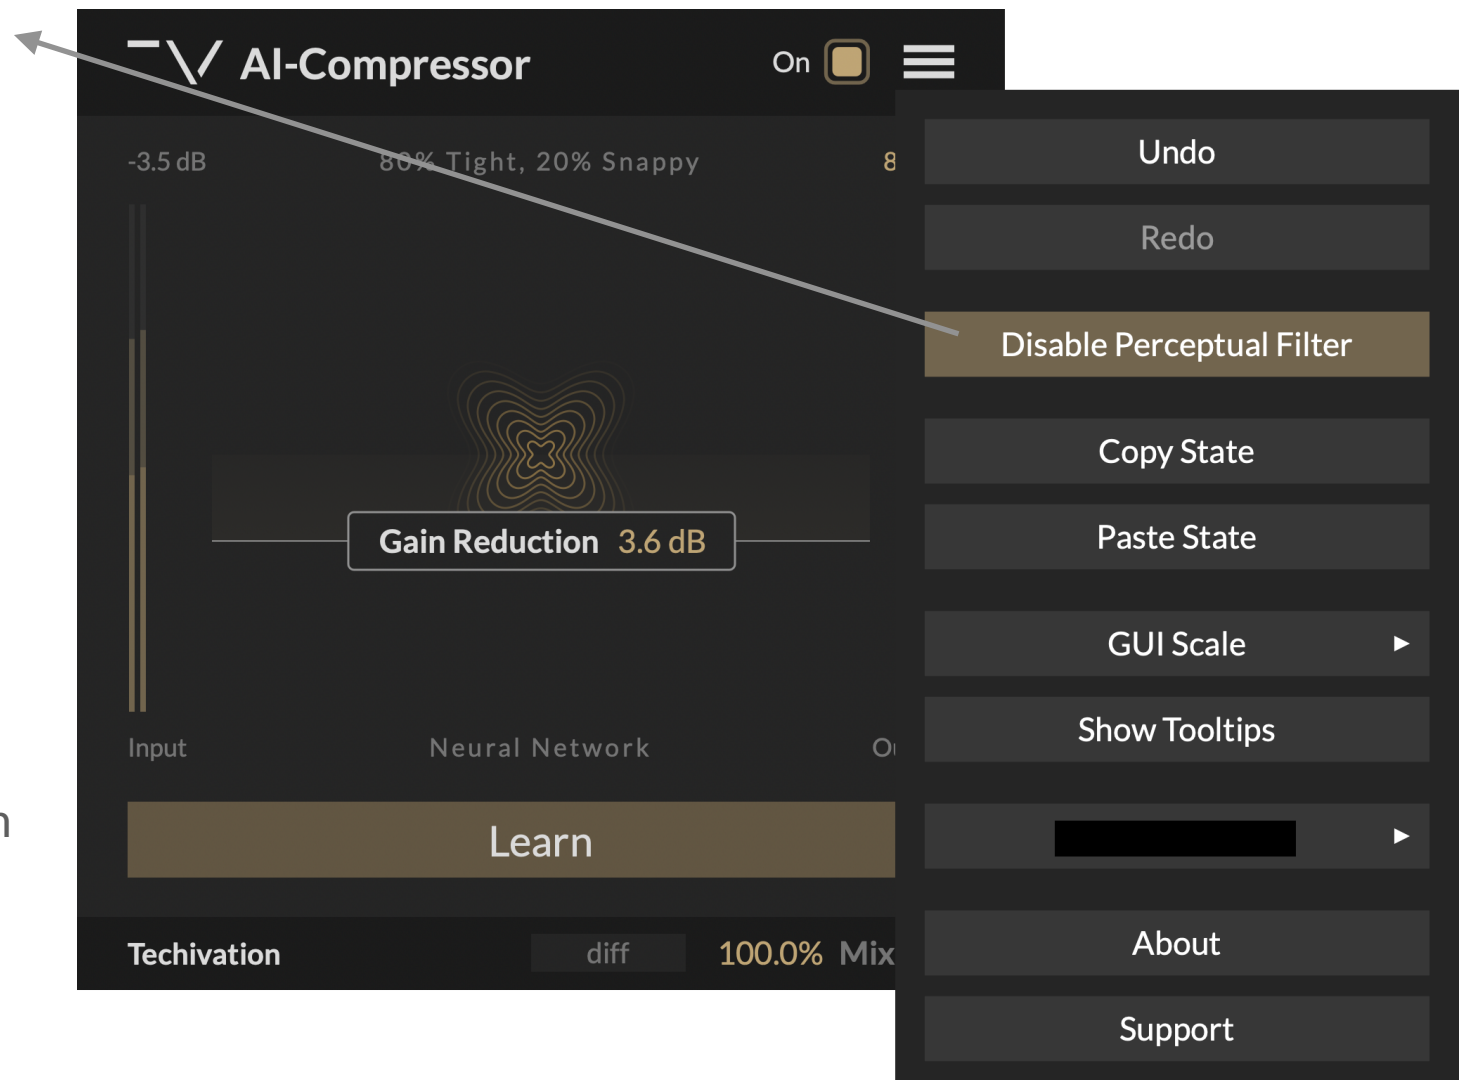 AI-Compressor
On
-3.5 dB
80% Tight, 20% Snappy
8
Undo
Redo
Disable Perceptual Filter
Copy State
Paste State
Gain Reduction 3.6 dB
GUI Scale
Show Tooltips
Input
Neural Network
Learn
About
Techivation
diff
100.0% Mix
Support